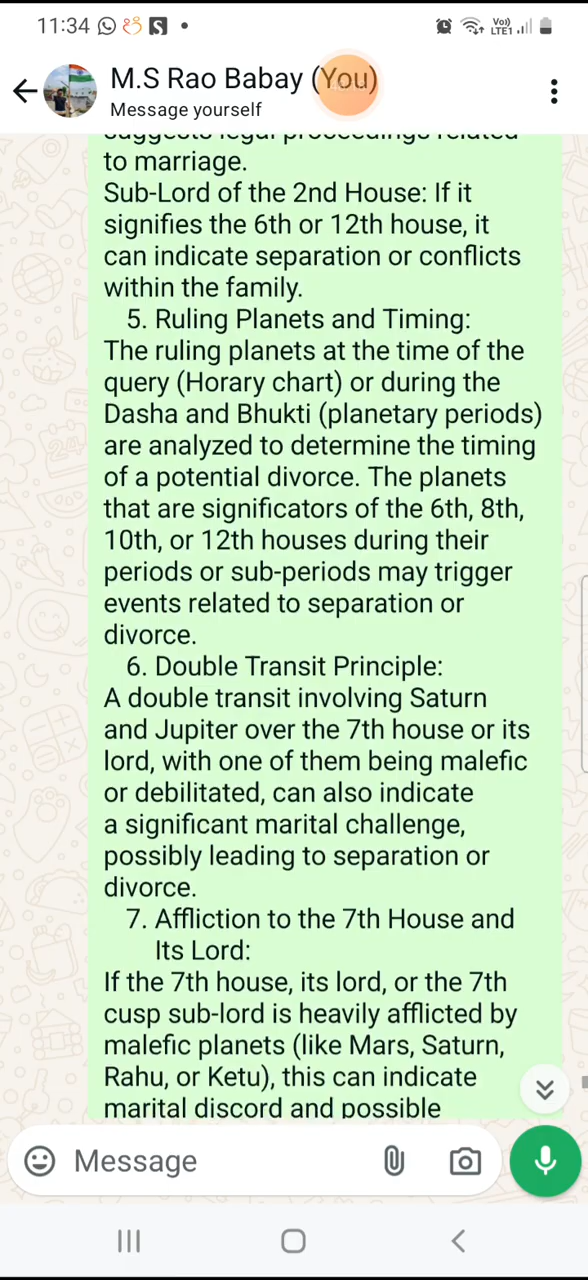 11:34
Vo)) LTE1
M.S Rao Babay (You)
Message yourself
suggests legal proceedings related
to marriage.
Sub-Lord of the 2nd House: If it
signifies the 6th or 12th house, it
can indicate separation or conflicts
within the family.
5. Ruling Planets and Timing:
The ruling planets at the time of the
query (Horary chart) or during the
Dasha and Bhukti (planetary periods)
are analyzed to determine the timing
of a potential divorce. The planets
that are significators of the 6th, 8th,
10th, or 12th houses during their
periods or sub-periods may trigger
events related to separation or
divorce.
6. Double Transit Principle:
A double transit involving Saturn
and Jupiter over the 7th house or its
lord, with one of them being malefic
or debilitated, can also indicate
a significant marital challenge,
possibly leading to separation or
divorce.
7. Affliction to the 7th House and
Its Lord:
If the 7th house, its lord, or the 7th
cusp sub-lord is heavily afflicted by
malefic planets (like Mars, Saturn,
Rahu, or Ketu), this can indicate
marital discord and possible
Message